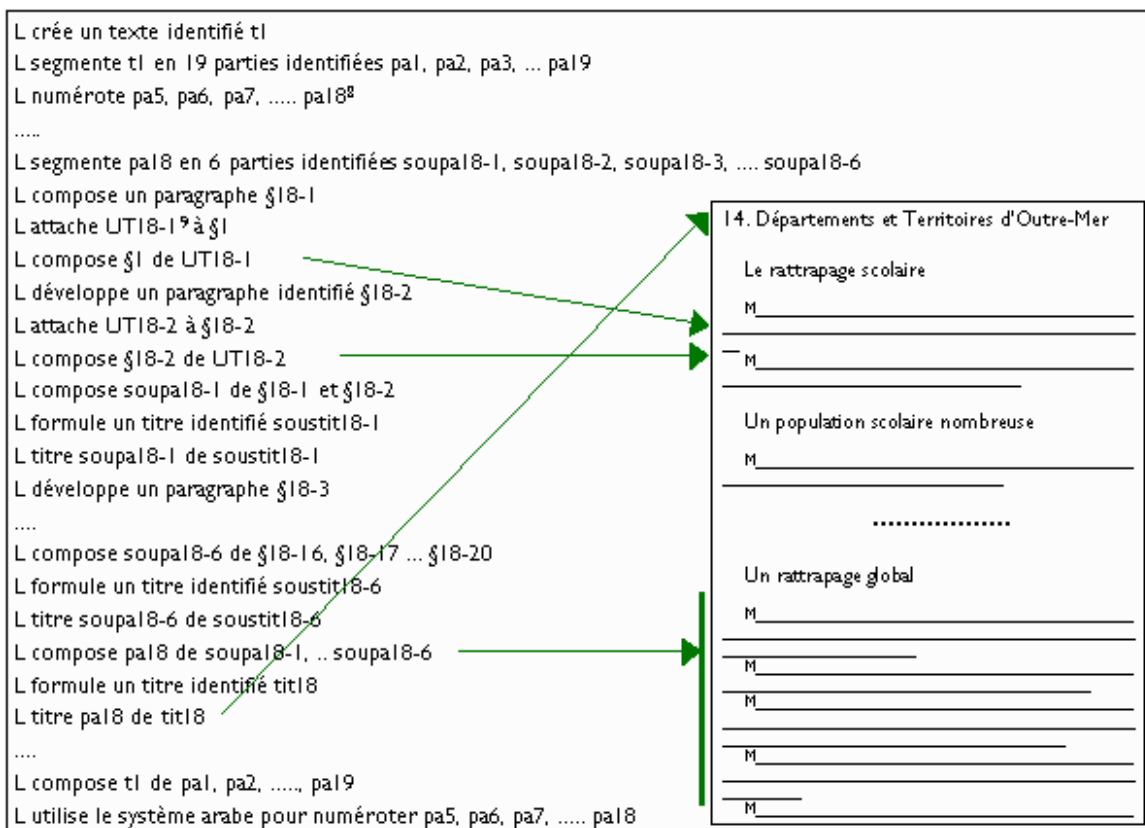 L crée un texte identifié t1
L segmente t1 en 19 parties identifiées pa1, pa2, pa3, ... pa19
L numérote pa5, pa6, pa7, ..... pa18⁸
.....
L segmente pa18 en 6 parties identifiées soupa18-1, soupa18-2, soupa18-3, .... soupa18-6
L compose un paragraphe §18-1
L attache UT18-1⁹ à §1
L compose §1 de UT18-1
L développe un paragraphe identifié §18-2
L attache UT18-2 à §18-2
L compose §18-2 de UT18-2
L compose soupa18-1 de §18-1 et §18-2
L formule un titre identifié soustit18-1
L titre soupa18-1 de soustit18-1
L développe un paragraphe §18-3
....
L compose soupa18-6 de §18-16, §18-17 ... §18-20
L formule un titre identifié soustit18-6
L titre soupa18-6 de soustit18-6
L compose pa18 de soupa18-1, .. soupa18-6
L formule un titre identifié tit18
L titre pa18 de tit18
....
L compose t1 de pa1, pa2, ....., pa19
L utilise le système arabe pour numéroter pa5, pa6, pa7, ..... pa18
14. Départements et Territoires d'Outre-Mer
Le rattrapage scolaire
M
M
Un population scolaire nombreuse
M
..................
Un rattrapage global
M
M
M
M
M